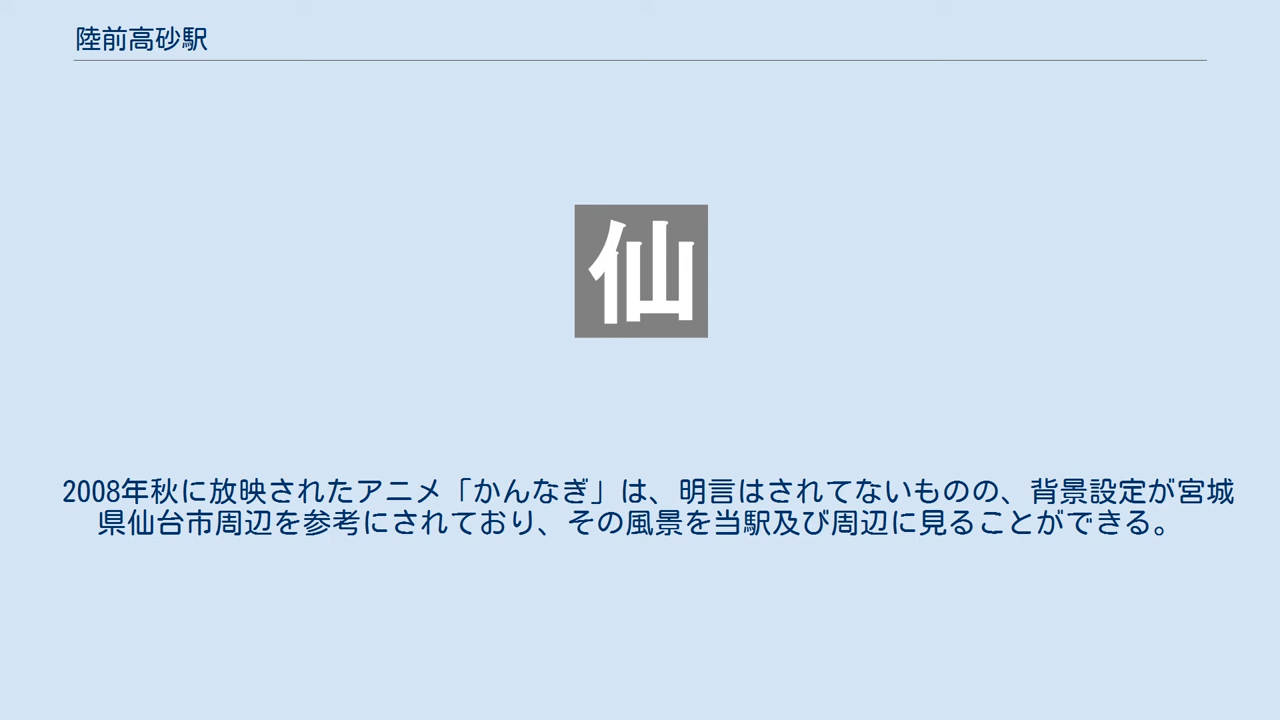 陸前高砂駅
仙
2008年秋に放映されたアニメ「かんなぎ」は、明言はされてないものの、背景設定が宮城
県仙台市周辺を参考にされており、その風景を当駅及び周辺に見ることができる。